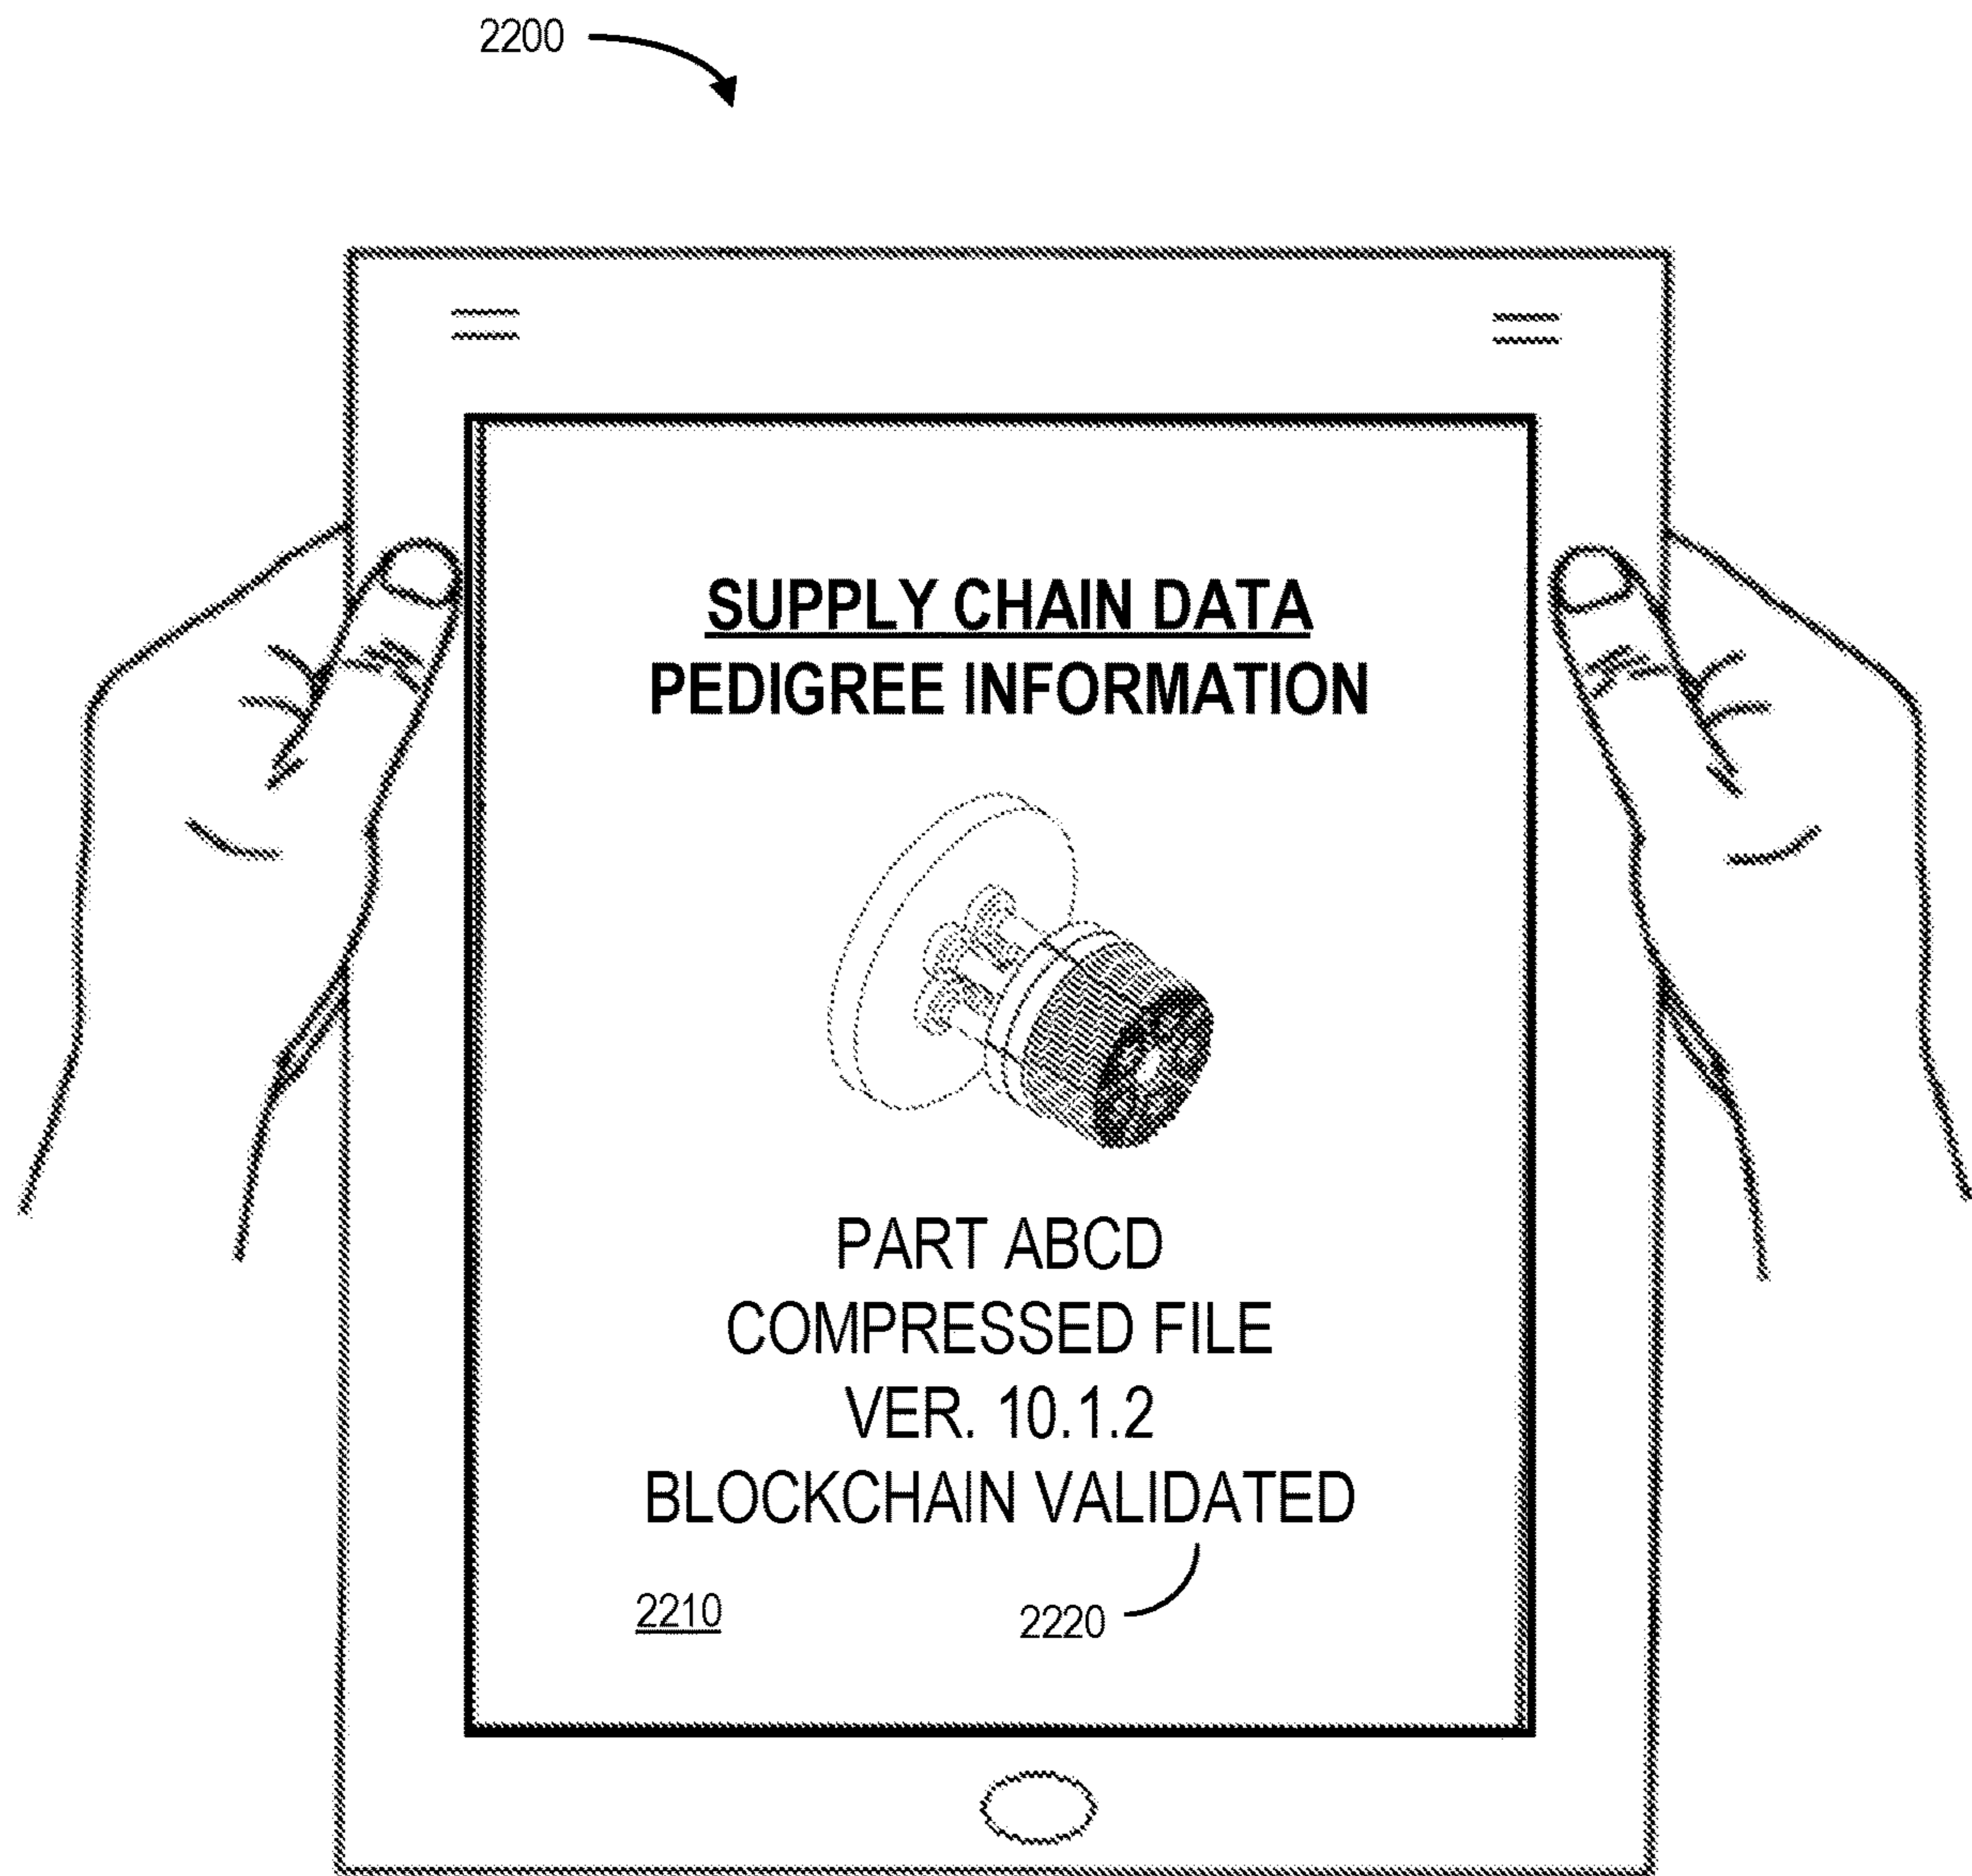 2200
SUPPLY CHAIN DATA
PEDIGREE INFORMATION
PART ABCD
COMPRESSED FILE
VER. 10.1.2
BLOCKCHAIN VALIDATED
2210
2220